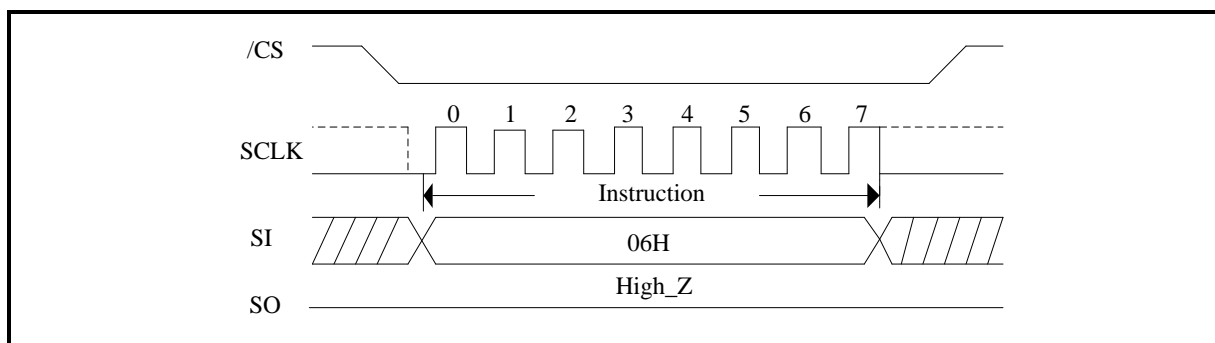 /CS
0 1 2 3 4 5 6 7
SCLK
Instruction
SI
06H
High_Z
SO